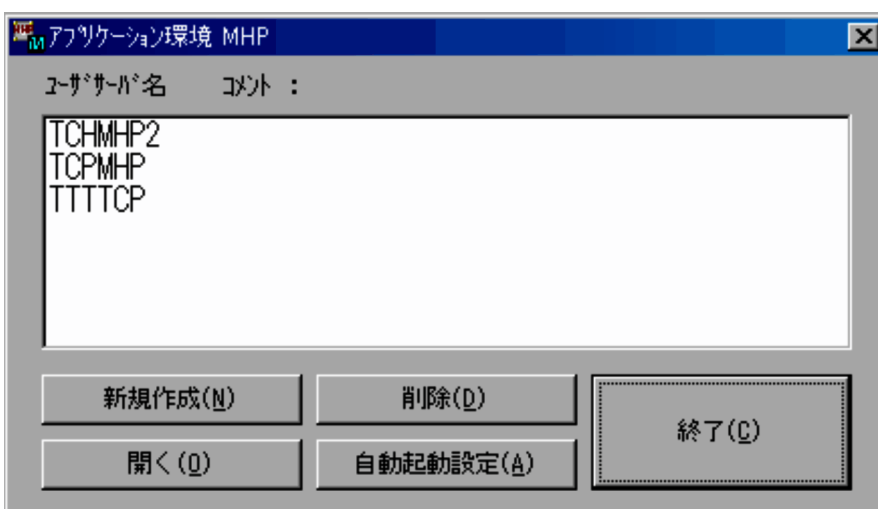 アプリケーション環境 MHP
ﾕｰｻﾞｻｰﾊﾞ名 ｺﾒﾝﾄ :
TCHMHP2
TCPMHP
TTTTCP
新規作成(N) 削除(D)
終了(C)
開く(O) 自動起動設定(A)